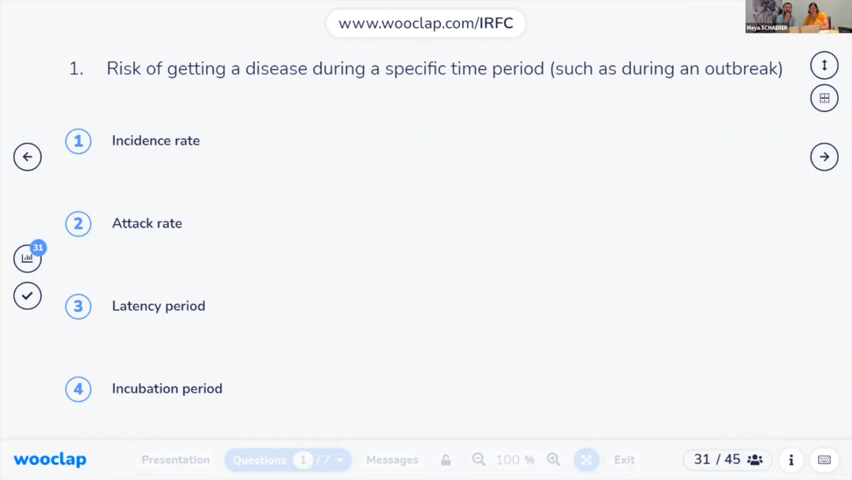 www.wooclap.com/IRFC
Maya SCHAERER
1. Risk of getting a disease during a specific time period (such as during an outbreak)
1 Incidence rate
2 Attack rate
31
3 Latency period
4 Incubation period
wooclap
Presentation
Questions 1 / 7
Messages
100 %
Exit
31 / 45